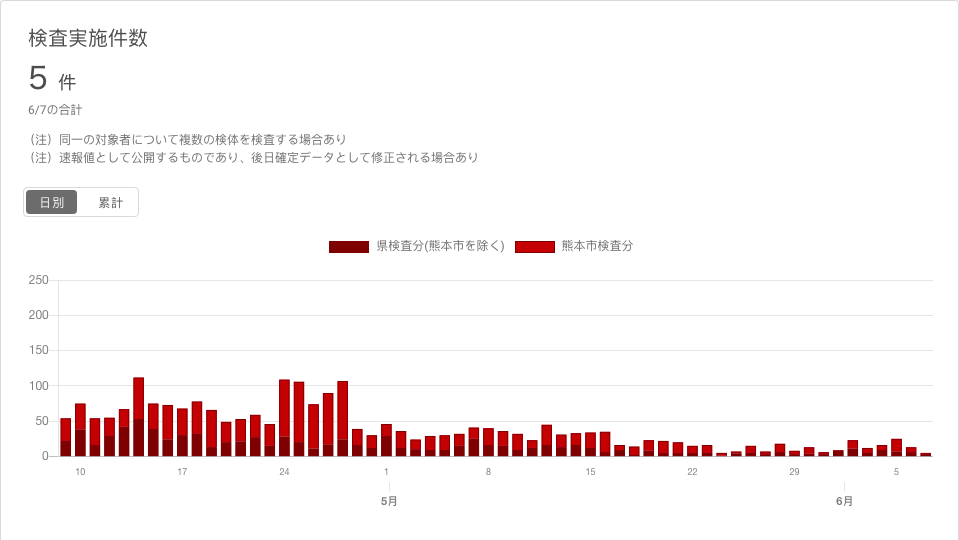 検査実施件数
5 件
6/7の合計
（注）同一の対象者について複数の検体を検査する場合あり
（注）速報値として公開するものであり、後日確定データとして修正される場合あり
日別 累計
県検査分(熊本市を除く) 熊本市検査分
250
200
150
100
50
0
10 17 24 1 8 15 22 29 5
5月 6月